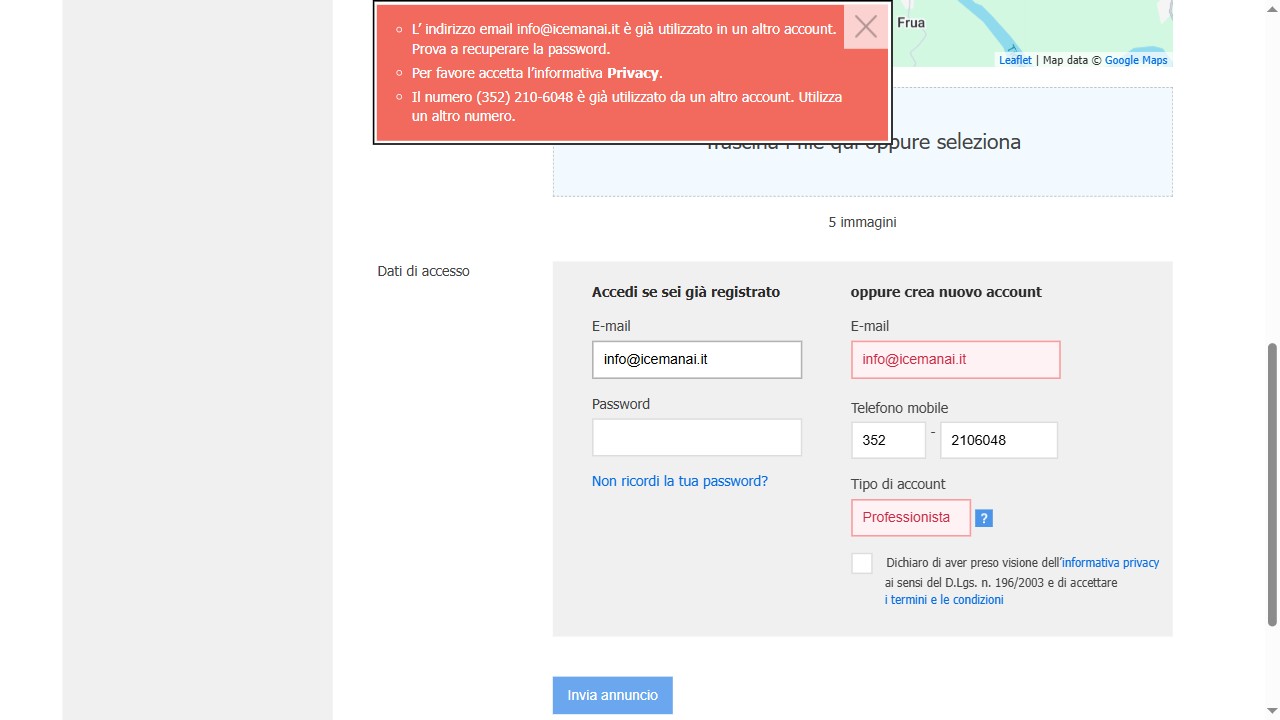 L' indirizzo email info@icemanai.it è già utilizzato in un altro account.
Prova a recuperare la password.
Per favore accetta l'informativa Privacy.
Il numero (352) 210-6048 è già utilizzato da un altro account. Utilizza
un altro numero.
Frua
Leaflet | Map data © Google Maps
qui oppure seleziona
5 immagini
Dati di accesso
Accedi se sei già registrato
E-mail
info@icemanai.it
Password
Non ricordi la tua password?
oppure crea nuovo account
E-mail
info@icemanai.it
Telefono mobile
352 - 2106048
Tipo di account
Professionista ?
Dichiaro di aver preso visione dell'informativa privacy
ai sensi del D.Lgs. n. 196/2003 e di accettare
i termini e le condizioni
Invia annuncio